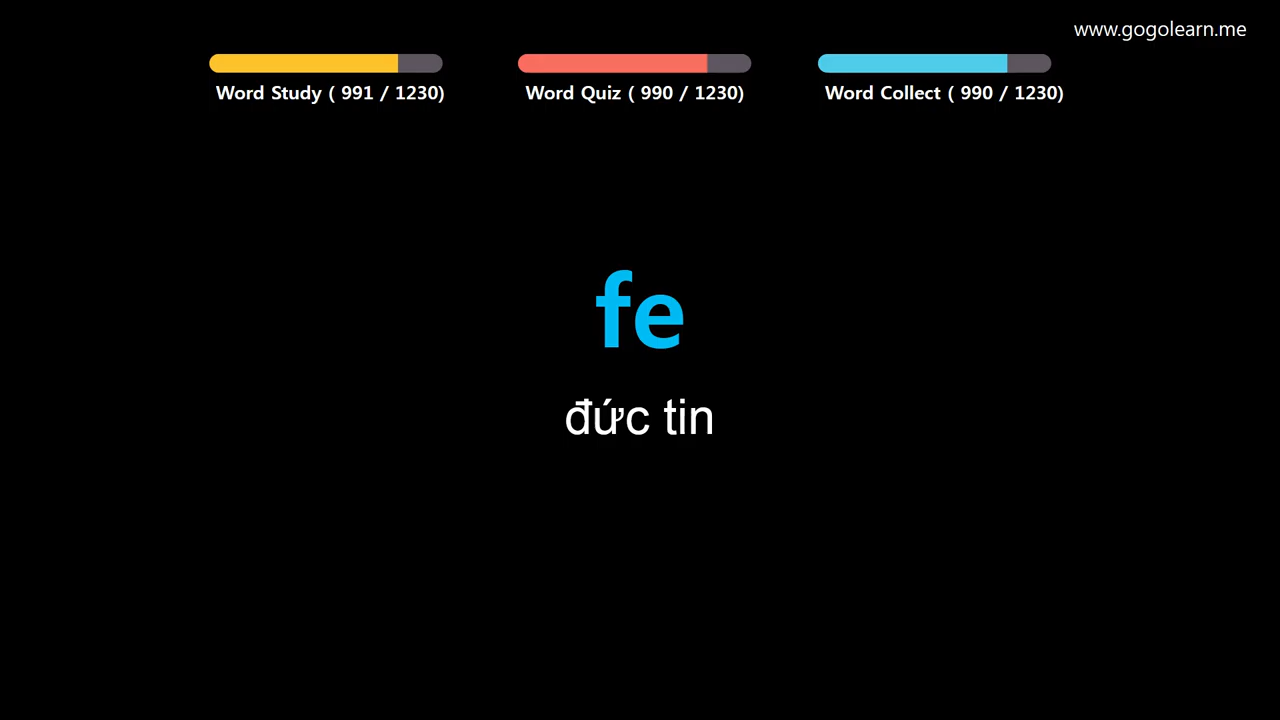 www.gogolearn.me
Word Study ( 991 / 1230)
Word Quiz ( 990 / 1230)
Word Collect ( 990 / 1230)
fe
đức tin